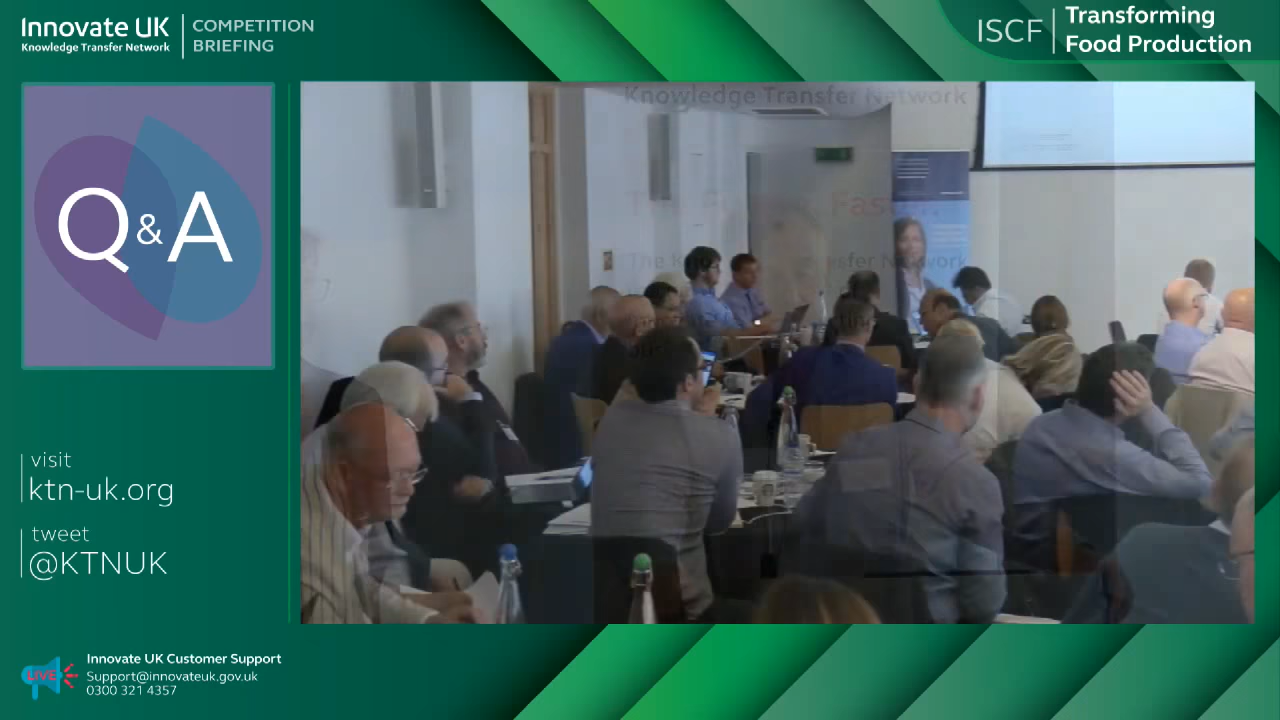 Innovate UK
Knowledge Transfer Network
COMPETITION
BRIEFING
ISCF
Transforming
Food Production
Q&A
Knowledge Transfer Network
The
visit
ktn-uk.org
tweet
@KTNUK
LIVE
Innovate UK Customer Support
Support@innovateuk.gov.uk
0300 321 4357